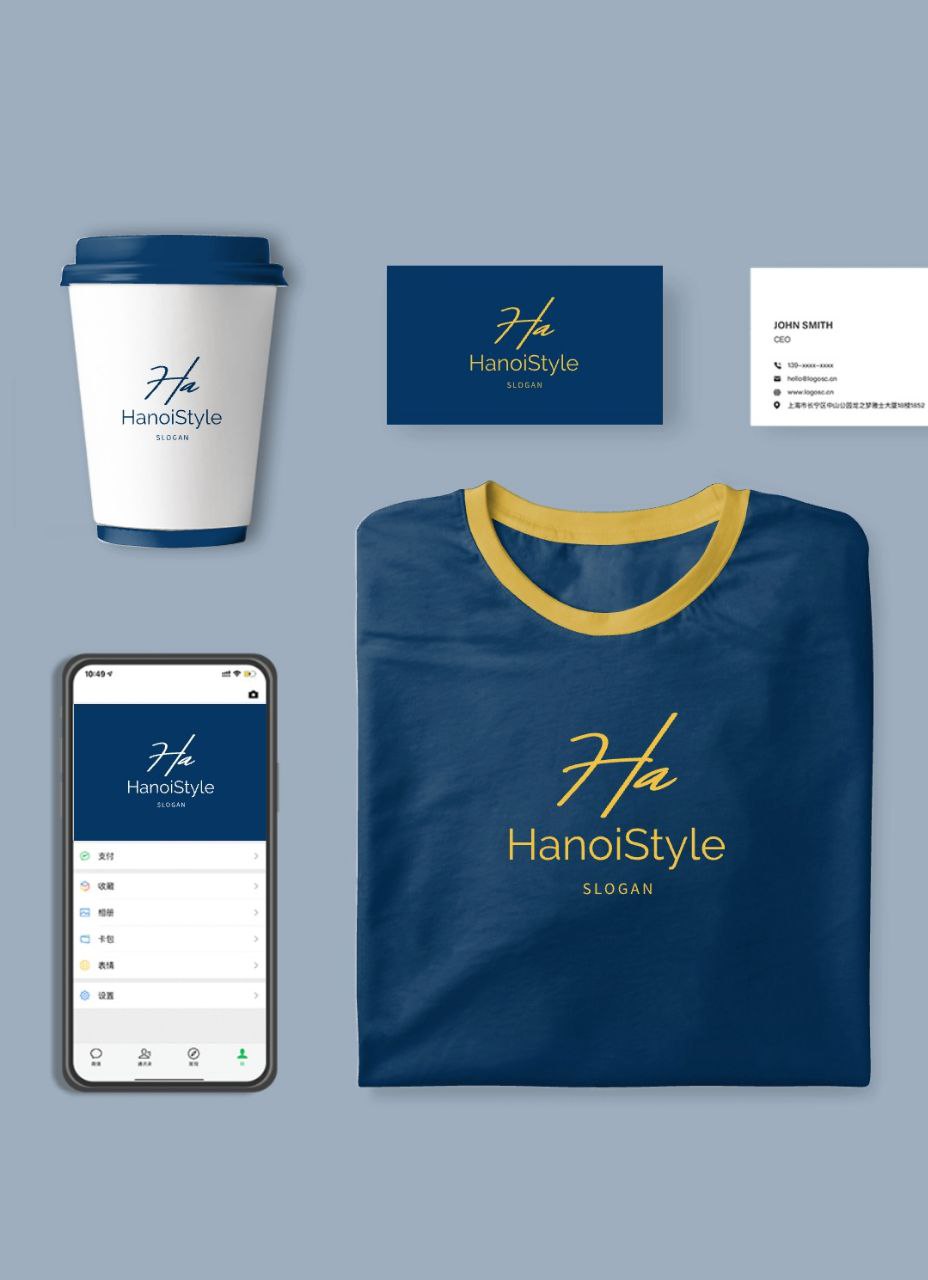 Ha
HanoiStyle
SLOGAN
Ha
HanoiStyle
SLOGAN
JOHN SMITH
CEO
139-xxxx-xxxx
hello@logosc.cn
www.logosc.cn
上海市长宁区中山公园龙之梦雅士大厦18楼1852
Ha
HanoiStyle
SLOGAN
10:49
Ha
HanoiStyle
SLOGAN
支付
收藏
相册
卡包
表情
设置
微信
通讯录
发现
我